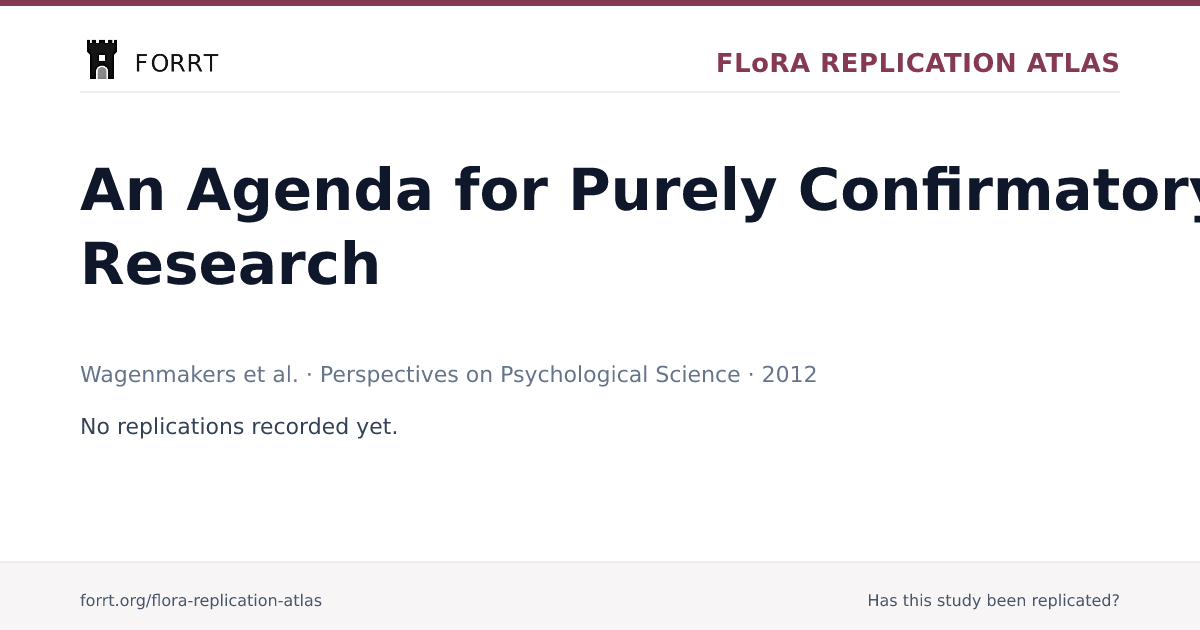 FORRT
FLoRA REPLICATION ATLAS
An Agenda for Purely Confirmatory
Research
Wagenmakers et al. · Perspectives on Psychological Science · 2012
No replications recorded yet.
forrt.org/flora-replication-atlas
Has this study been replicated?